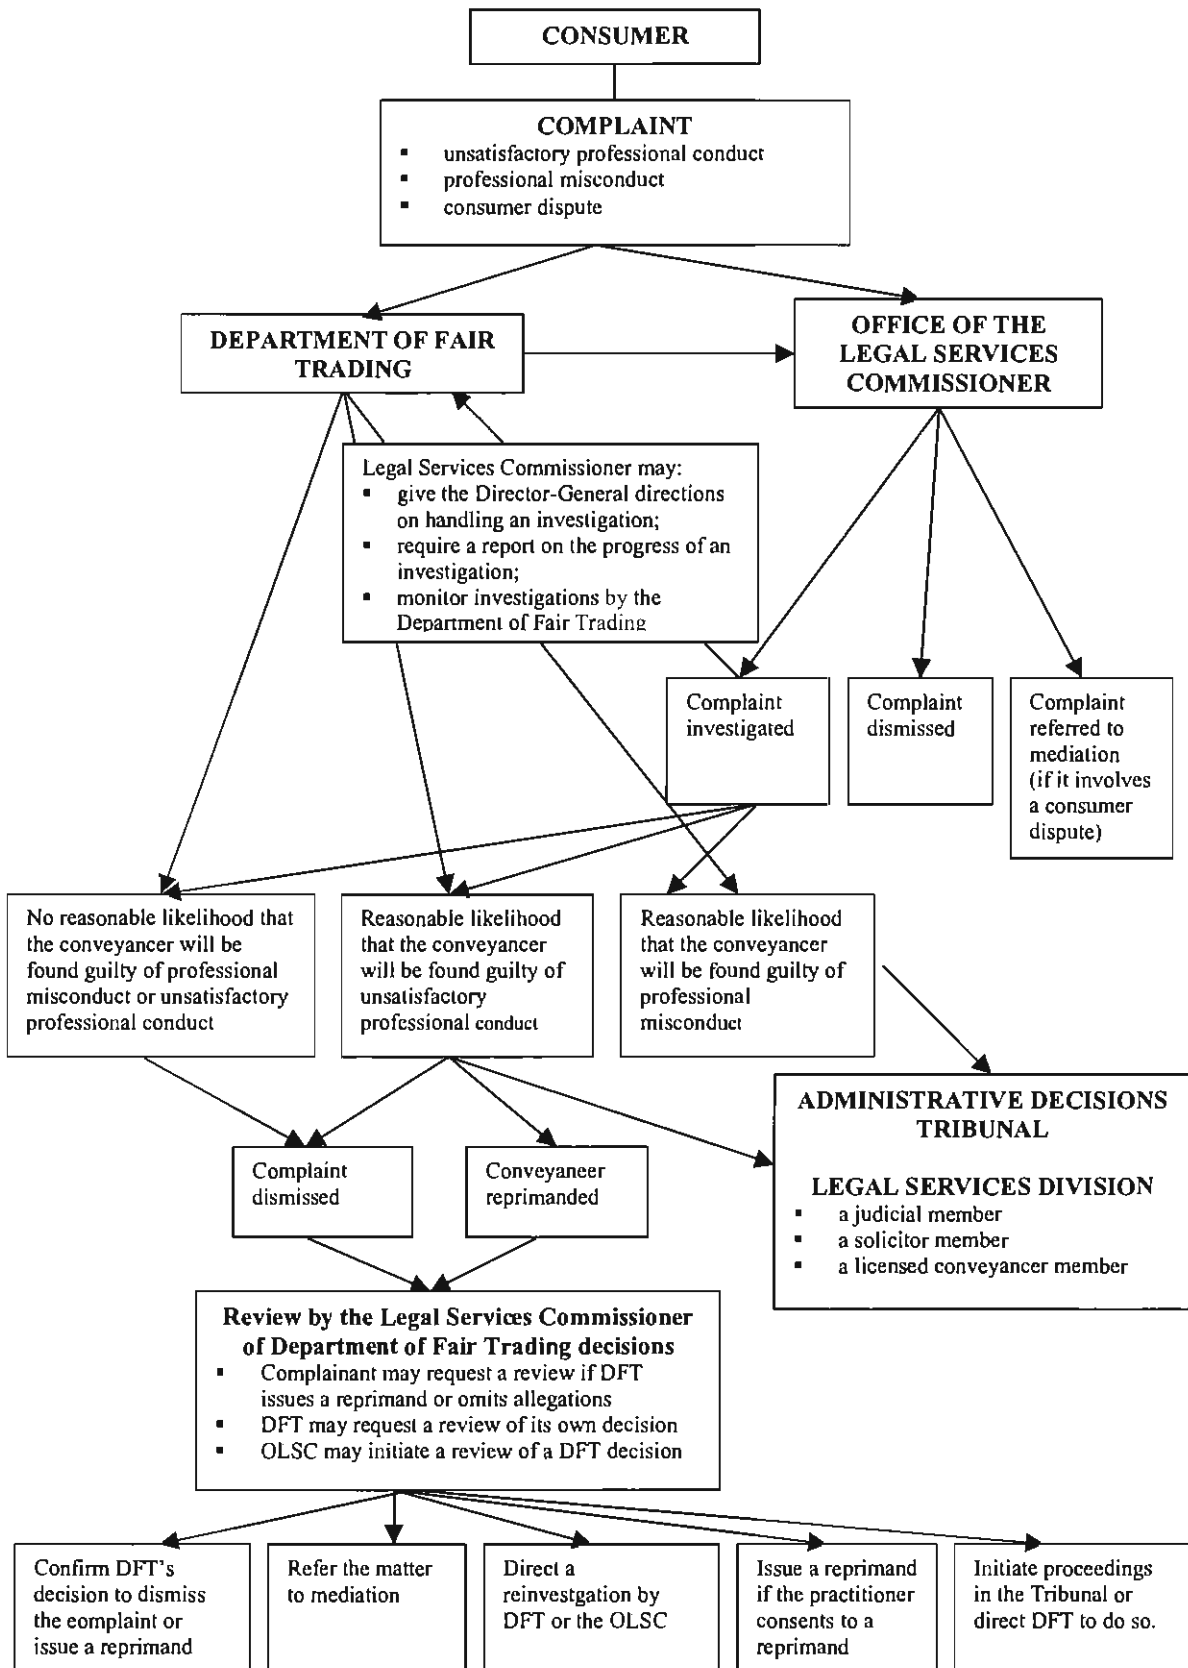 CONSUMER
COMPLAINT
▪ unsatisfactory professional conduct
▪ professional misconduct
▪ consumer dispute
DEPARTMENT OF FAIR
TRADING
OFFICE OF THE
LEGAL SERVICES
COMMISSIONER
Legal Services Commissioner may:
▪ give the Director-General directions
on handling an investigation;
▪ require a report on the progress of an
investigation;
▪ monitor investigations by the
Department of Fair Trading
Complaint
investigated
Complaint
dismissed
Complaint
referred to
mediation
(if it involves
a consumer
dispute)
No reasonable likelihood that
the conveyancer will be
found guilty of professional
misconduct or unsatisfactory
professional conduct
Reasonable likelihood
that the conveyancer
will be found guilty of
unsatisfactory
professional conduct
Reasonable likelihood
that the conveyancer
will be found guilty of
professional
misconduct
ADMINISTRATIVE DECISIONS
TRIBUNAL
LEGAL SERVICES DIVISION
▪ a judicial member
▪ a solicitor member
▪ a licensed conveyancer member
Complaint
dismissed
Conveyaneer
reprimanded
Review by the Legal Services Commissioner
of Department of Fair Trading decisions
▪ Complainant may request a review if DFT
issues a reprimand or omits allegations
▪ DFT may request a review of its own decision
▪ OLSC may initiate a review of a DFT decision
Confirm DFT's
decision to dismiss
the eomplaint or
issue a reprimand
Refer the matter
to mediation
Direct a
reinvestgation by
DFT or the OLSC
Issue a reprimand
if the practitioner
consents to a
reprimand
Initiate proceedings
in the Tribunal or
direct DFT to do so.